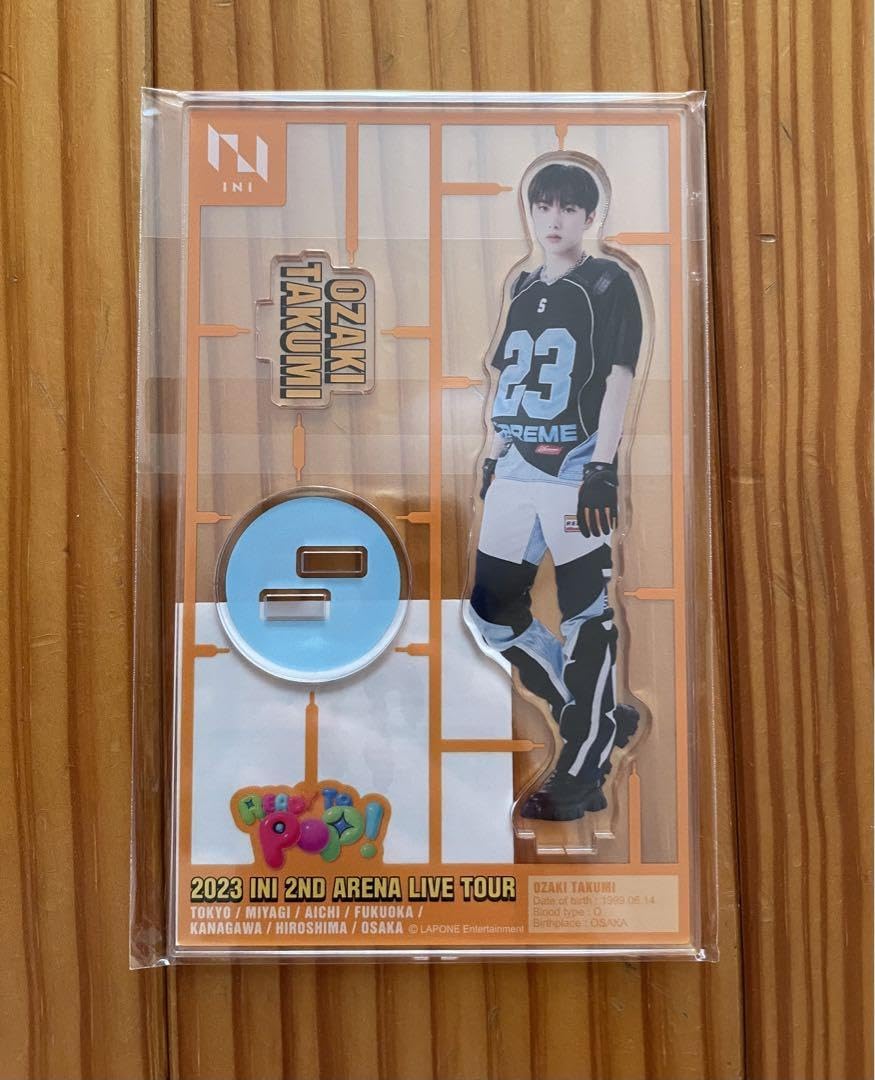 INI
OZAKI
TAKUMI
S
23
PREME
READY TO
POP!
2023 INI 2ND ARENA LIVE TOUR
TOKYO / MIYAGI / AICHI / FUKUOKA /
KANAGAWA / HIROSHIMA / OSAKA © LAPONE Entertainment
OZAKI TAKUMI
Date of birth : 1999.06.14
Blood type : O
Birthplace : OSAKA